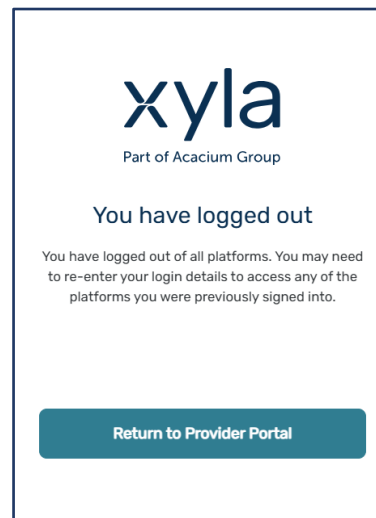 xyla
Part of Acacium Group
You have logged out
You have logged out of all platforms. You may need
to re-enter your login details to access any of the
platforms you were previously signed into.
Return to Provider Portal